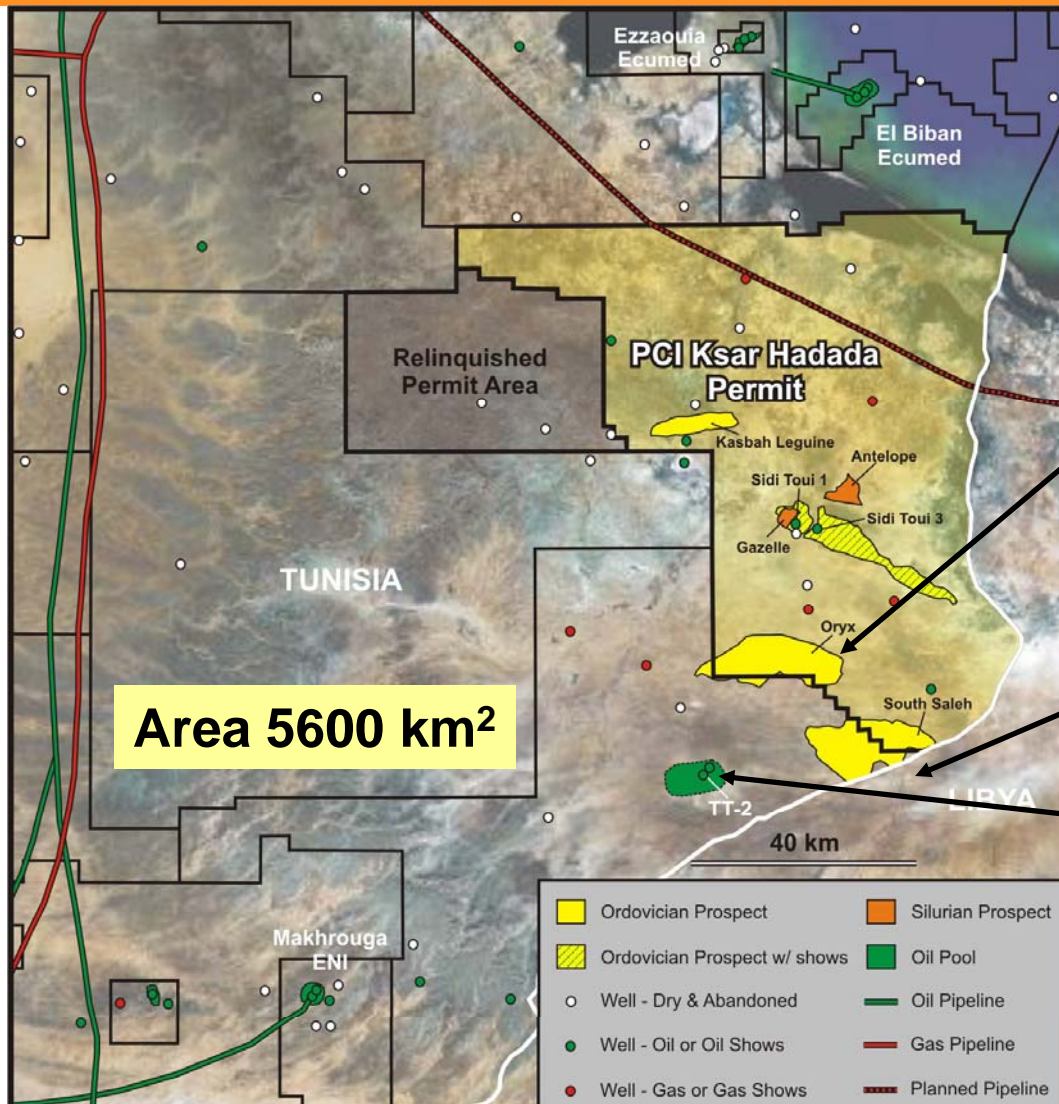 Ezzaouia
Ecumed
El Biban
Ecumed
Relinquished
Permit Area
PCI Ksar Hadada
Permit
Kasbah Leguine
Antelope
Sidi Toui 1
Sidi Toui 3
Gazelle
TUNISIA
Oryx
Area 5600 km²
South Saleh
TT-2
LIBYA
40 km
Makhrouga
ENI
Ordovician Prospect
Silurian Prospect
Ordovician Prospect w/ shows
Oil Pool
Well - Dry & Abandoned
Oil Pipeline
Well - Oil or Oil Shows
Gas Pipeline
Well - Gas or Gas Shows
Planned Pipeline